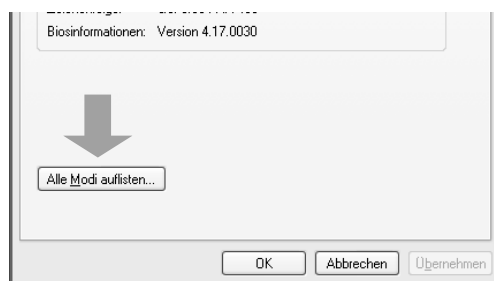 Biosinformationen: Version 4.17.0030
Alle Modi auflisten...
OK Abbrechen Übernehmen